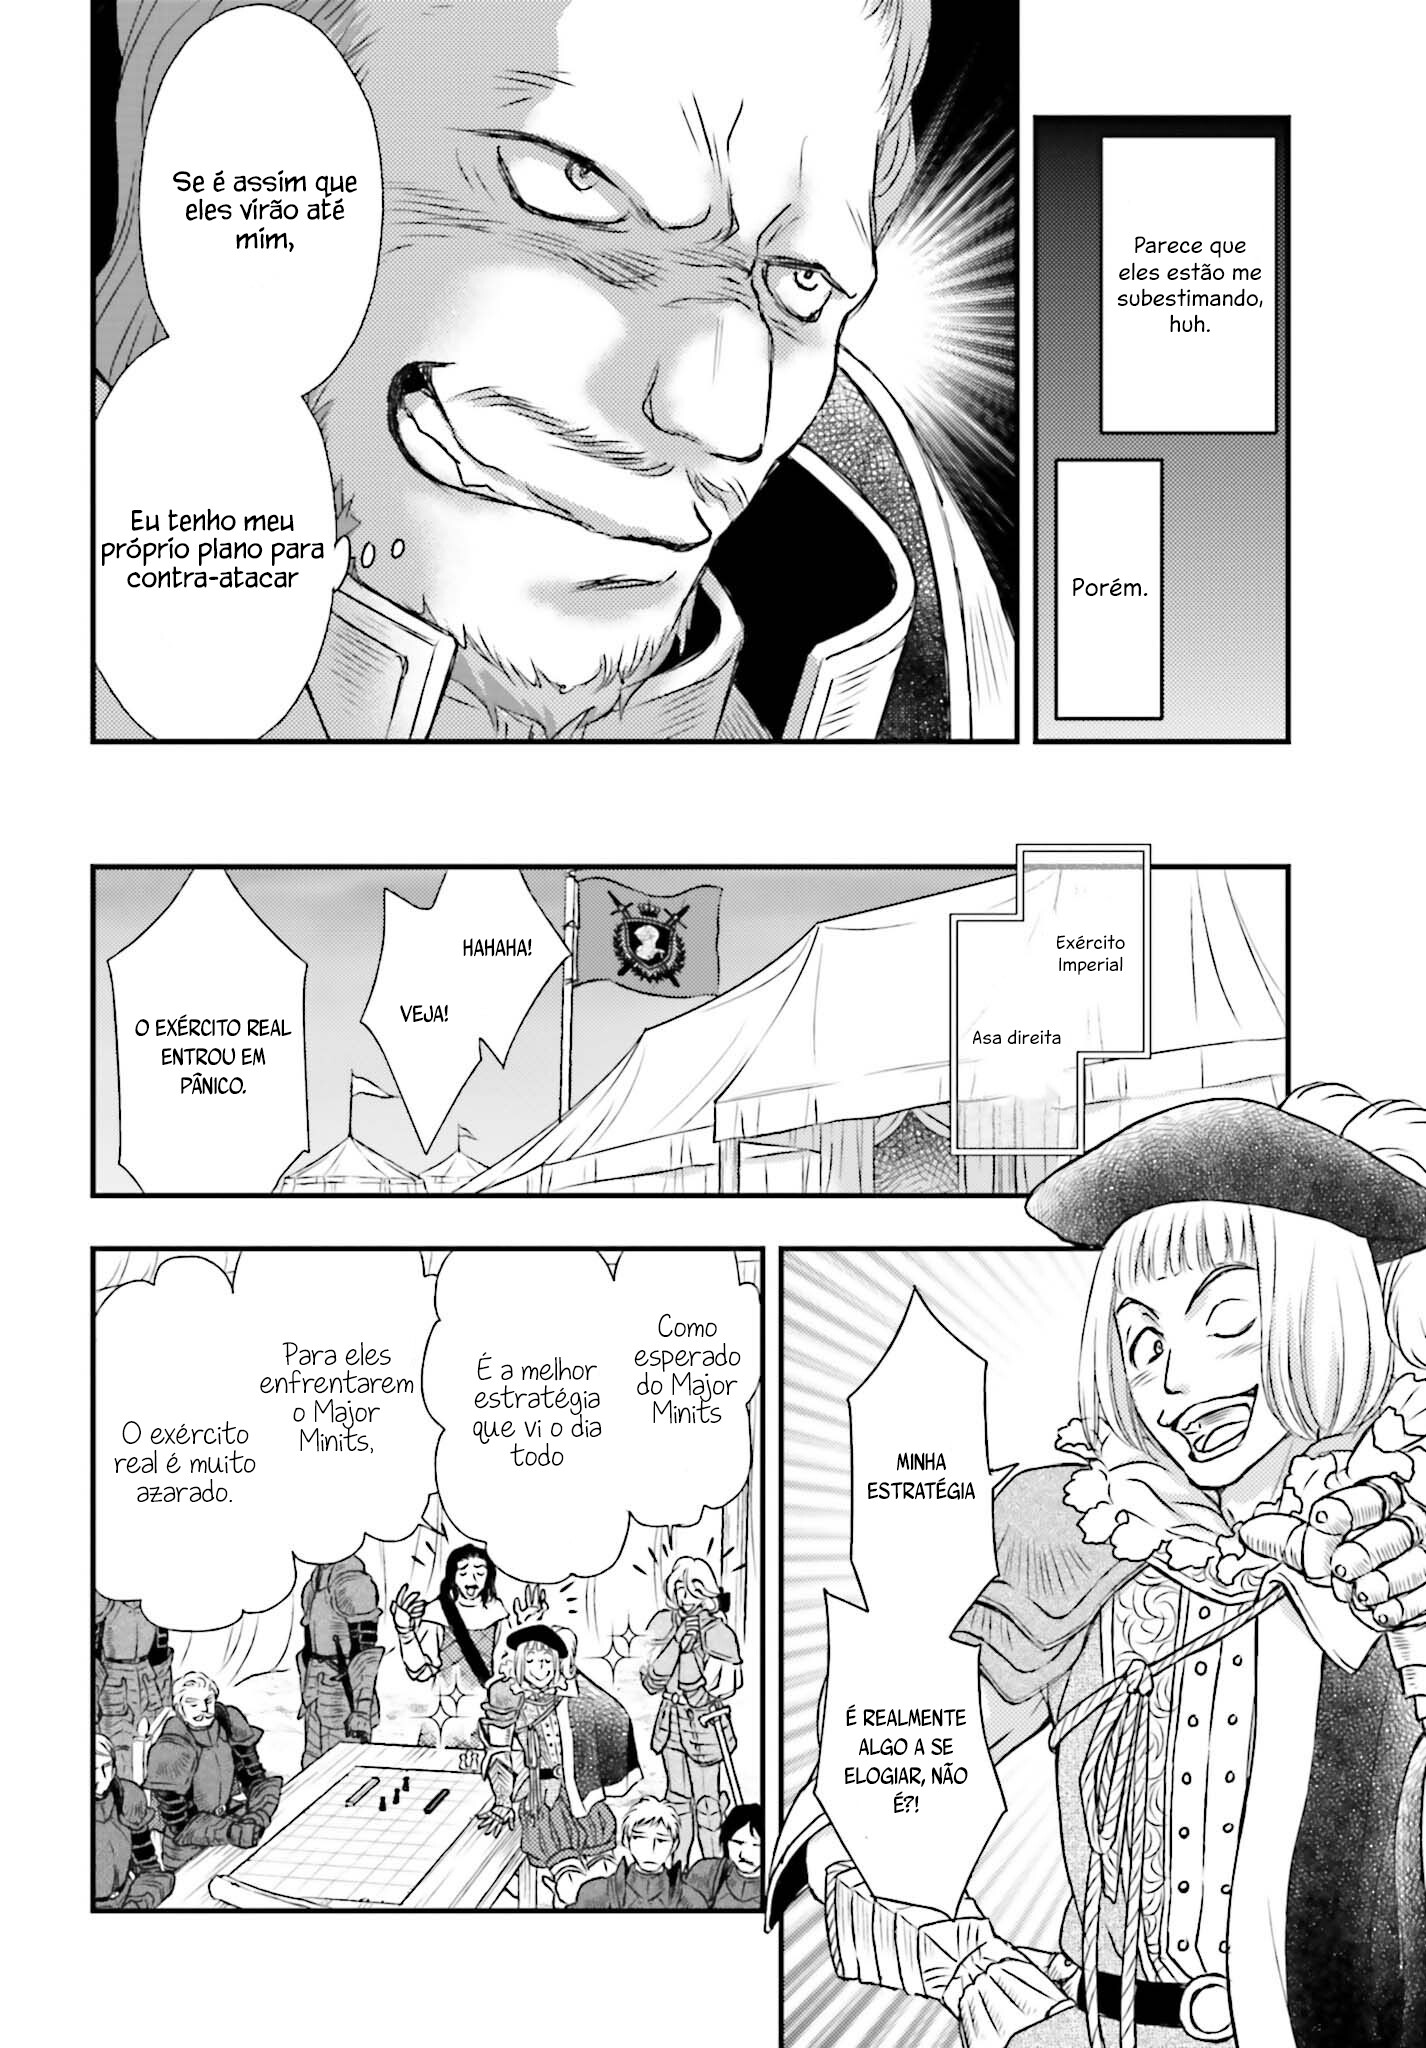 Parece que
eles estão me
subestimando,
huh.
Porém.
Se é assim que
eles virão até
mim,
Eu tenho meu
próprio plano para
contra-atacar
Exército
Imperial
Asa direita
HAHAHA!
VEJA!
O EXÉRCITO REAL
ENTROU EM
PÂNICO.
MINHA
ESTRATÉGIA
É REALMENTE
ALGO A SE
ELOGIAR, NÃO
É?!
Como
esperado
do Major
Minits
É a melhor
estratégia
que vi o dia
todo
Para eles
enfrentarem
o Major
Minits,
O exército
real é muito
azarado.